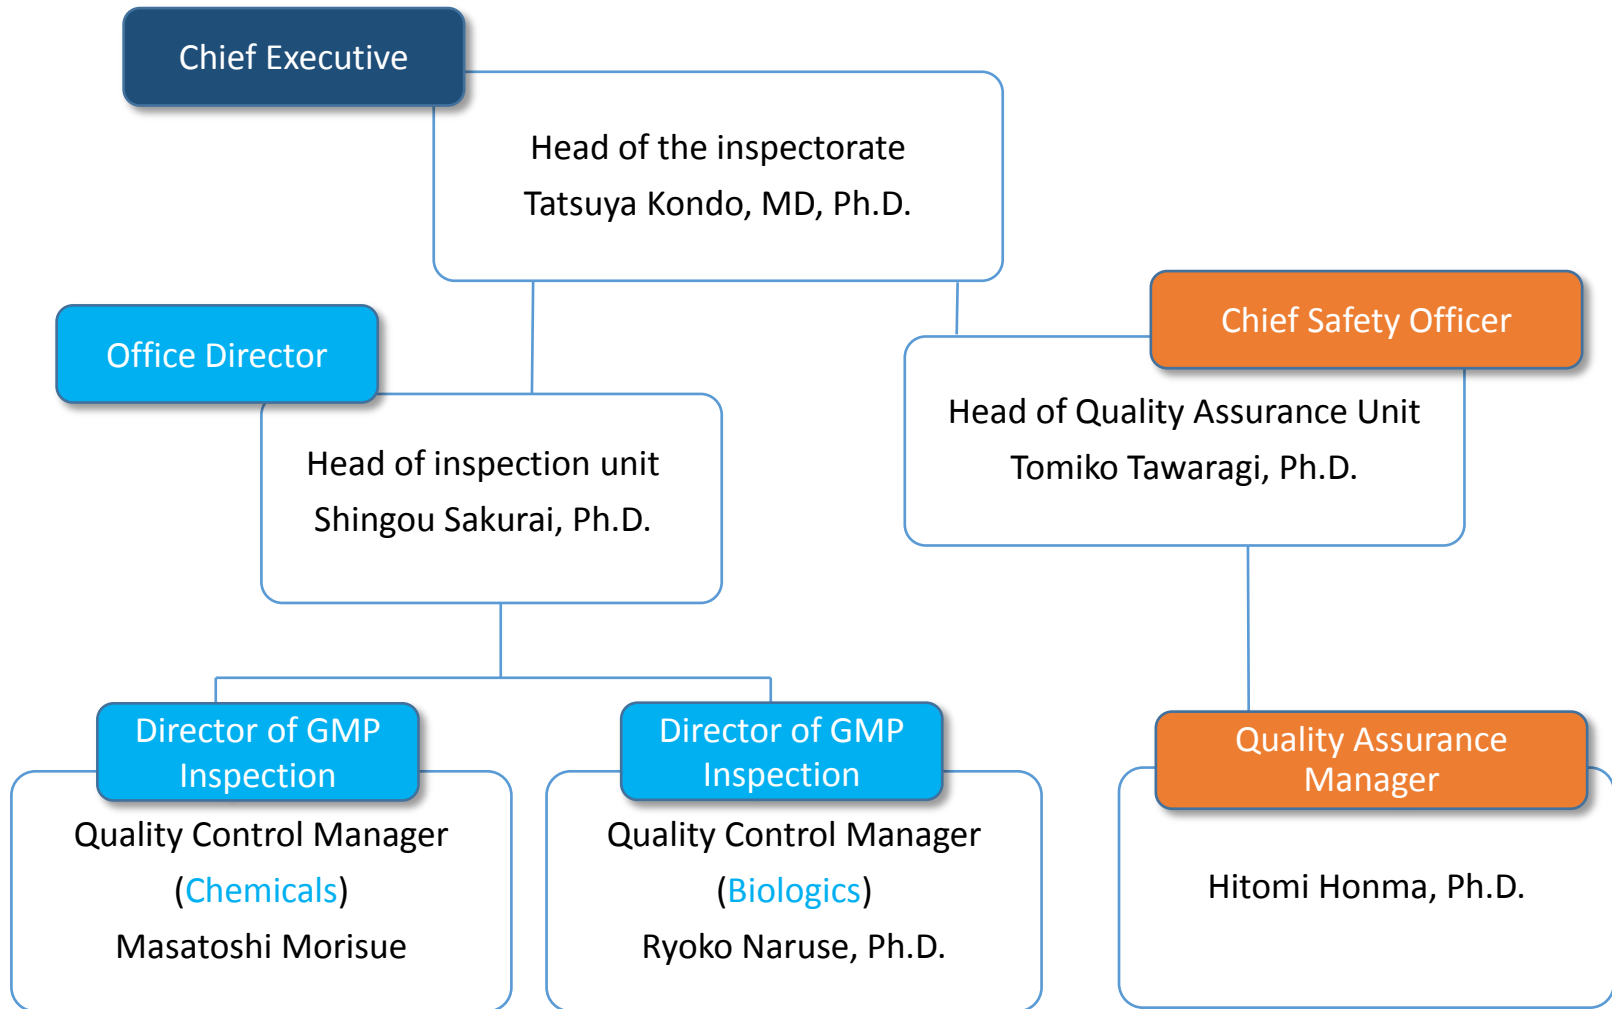 Chief Executive
Head of the inspectorate
Tatsuya Kondo, MD, Ph.D.
Office Director
Head of inspection unit
Shingou Sakurai, Ph.D.
Chief Safety Officer
Head of Quality Assurance Unit
Tomiko Tawaragi, Ph.D.
Director of GMP
Inspection
Quality Control Manager
(Chemicals)
Masatoshi Morisue
Director of GMP
Inspection
Quality Control Manager
(Biologics)
Ryoko Naruse, Ph.D.
Quality Assurance
Manager
Hitomi Honma, Ph.D.